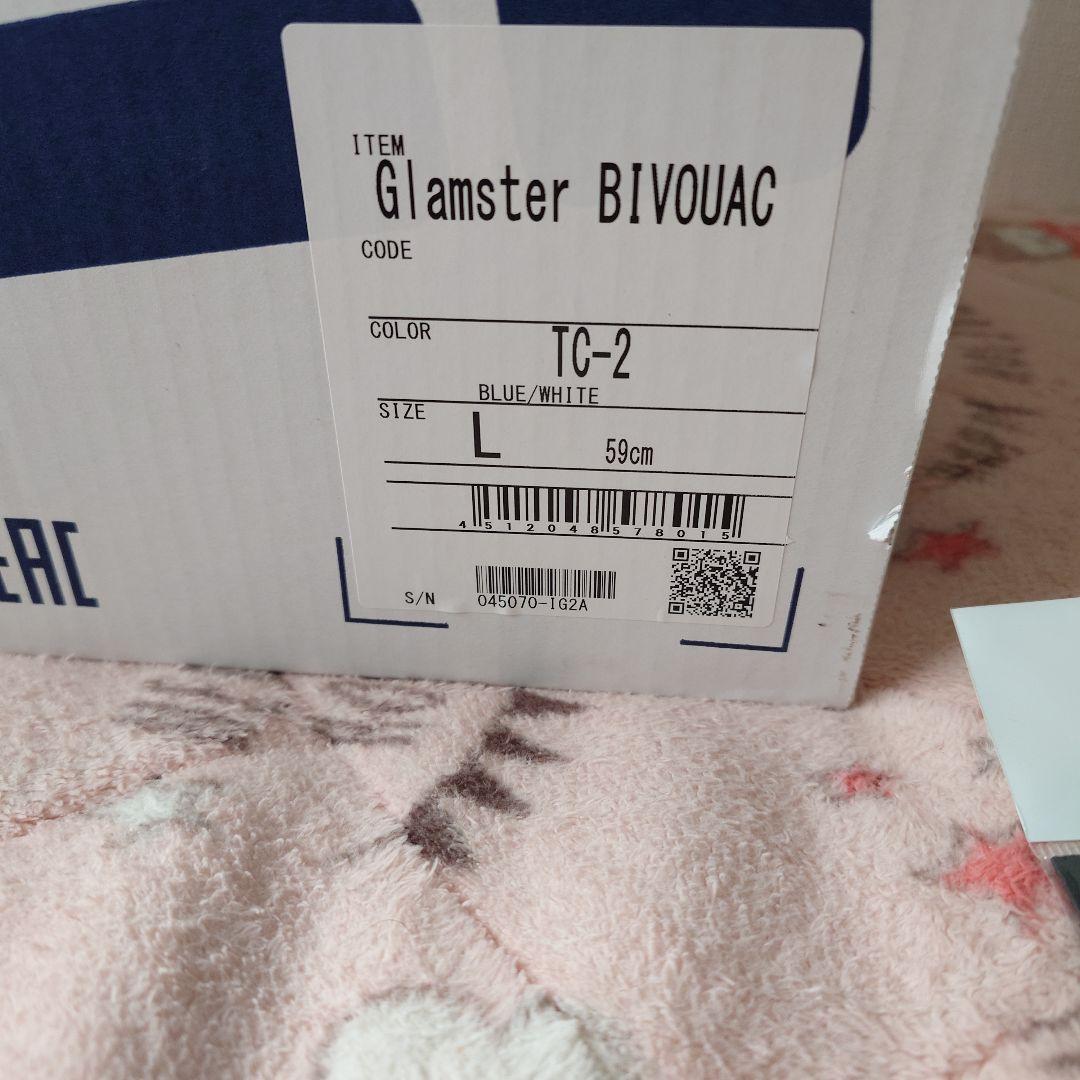 ITEM
Glamster BIVOUAC
CODE
COLOR
TC-2
BLUE/WHITE
SIZE
L 59cm
4512048578015
S/N 045070-IG2A
EAC